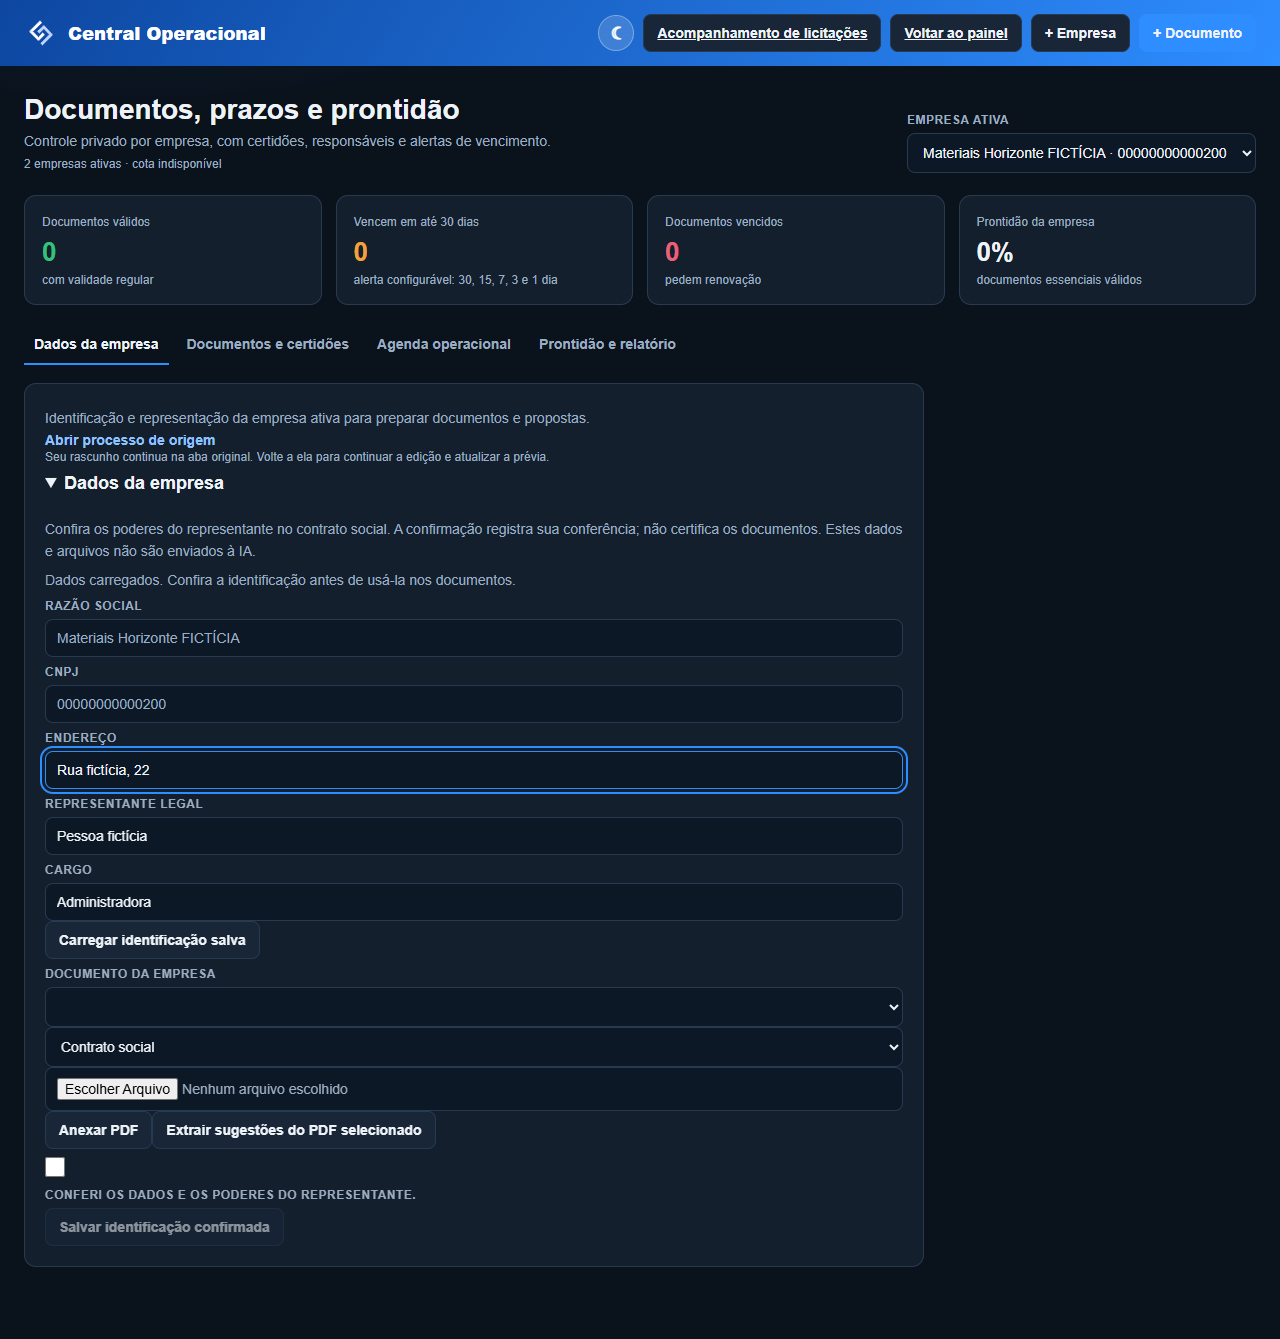 Central Operacional
Acompanhamento de licitações
Voltar ao painel
+ Empresa
+ Documento
Documentos, prazos e prontidão
Controle privado por empresa, com certidões, responsáveis e alertas de vencimento.
2 empresas ativas · cota indisponível
EMPRESA ATIVA
Materiais Horizonte FICTÍCIA · 00000000000200
Documentos válidos
0
com validade regular
Vencem em até 30 dias
0
alerta configurável: 30, 15, 7, 3 e 1 dia
Documentos vencidos
0
pedem renovação
Prontidão da empresa
0%
documentos essenciais válidos
Dados da empresa
Documentos e certidões
Agenda operacional
Prontidão e relatório
Identificação e representação da empresa ativa para preparar documentos e propostas.
Abrir processo de origem
Seu rascunho continua na aba original. Volte a ela para continuar a edição e atualizar a prévia.
Dados da empresa
Confira os poderes do representante no contrato social. A confirmação registra sua conferência; não certifica os documentos. Estes dados
e arquivos não são enviados à IA.
Dados carregados. Confira a identificação antes de usá-la nos documentos.
RAZÃO SOCIAL
Materiais Horizonte FICTÍCIA
CNPJ
00000000000200
ENDEREÇO
Rua fictícia, 22
REPRESENTANTE LEGAL
Pessoa fictícia
CARGO
Administradora
Carregar identificação salva
DOCUMENTO DA EMPRESA
Contrato social
Escolher Arquivo Nenhum arquivo escolhido
Anexar PDF
Extrair sugestões do PDF selecionado
CONFERI OS DADOS E OS PODERES DO REPRESENTANTE.
Salvar identificação confirmada